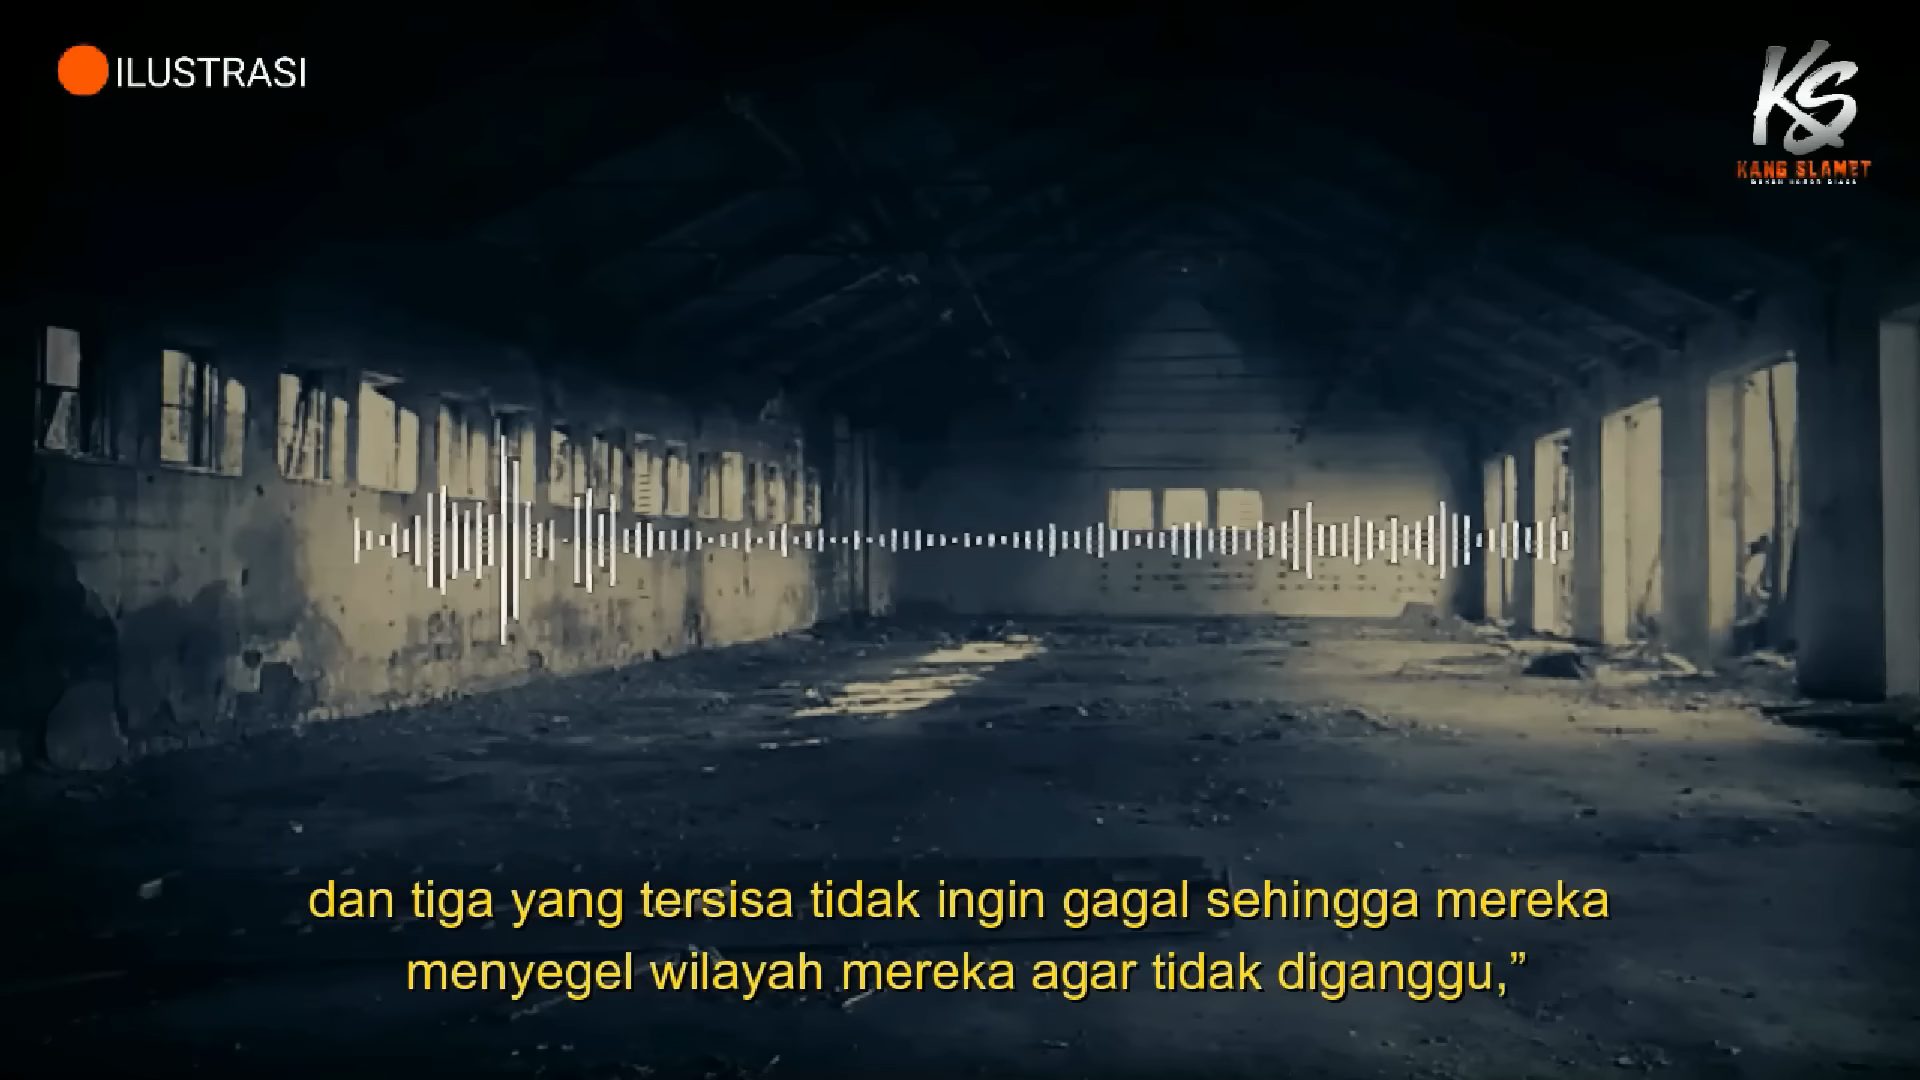 ILUSTRASI
KS
KANG SLAMET
dan tiga yang tersisa tidak ingin gagal sehingga mereka
menyegel wilayah mereka agar tidak diganggu,”